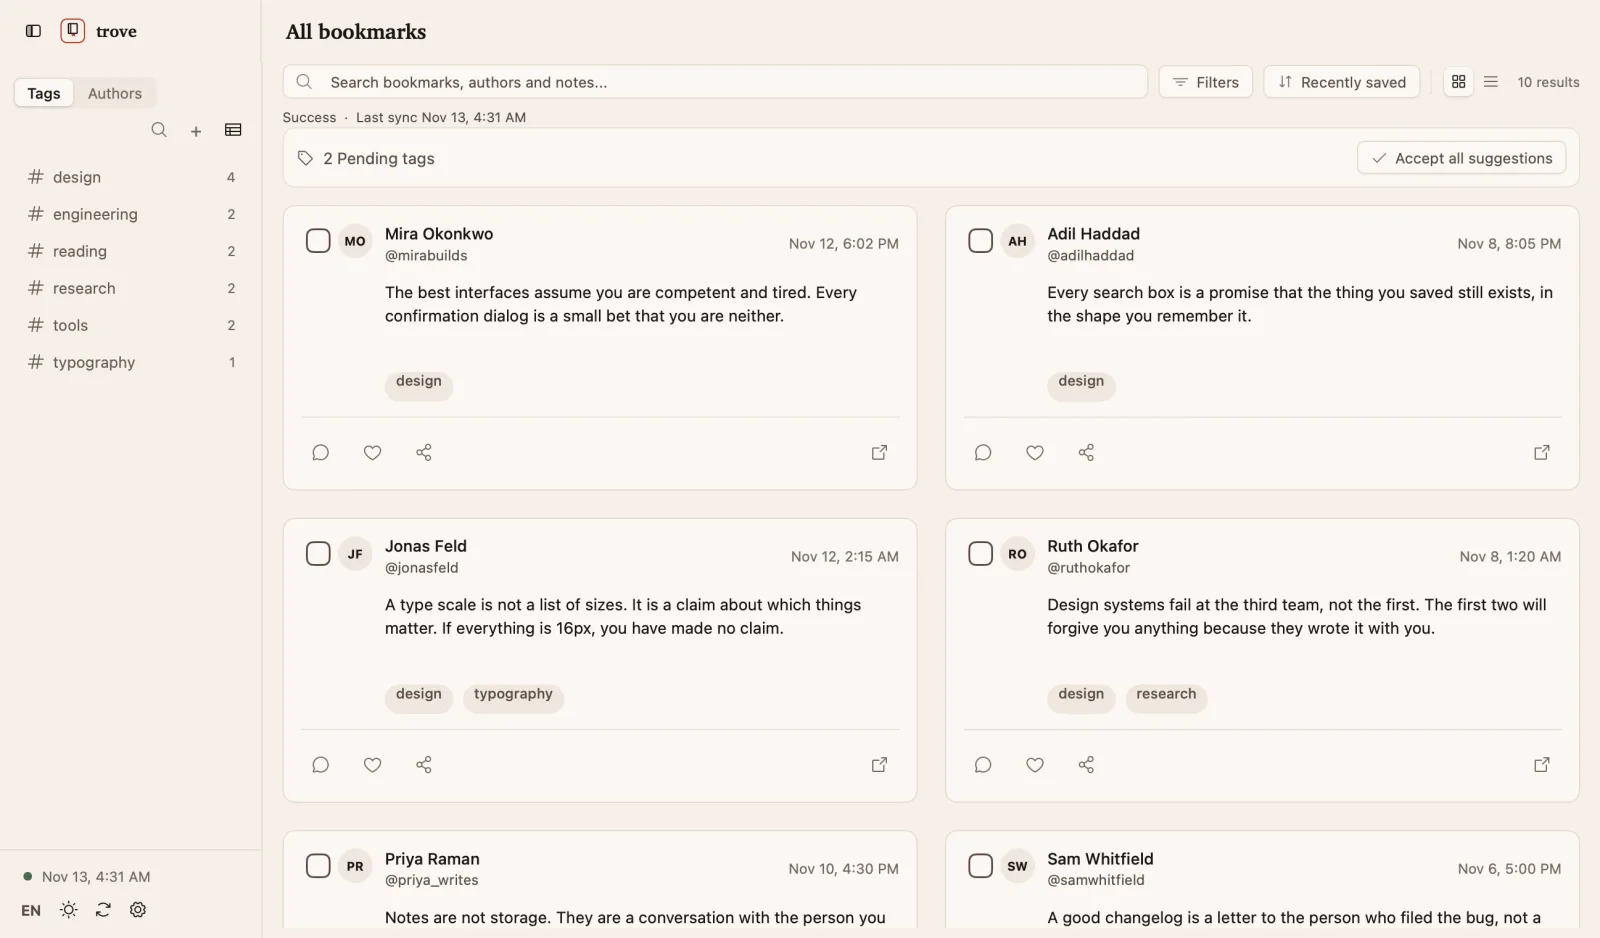 trove
Tags
Authors
# design 4
# engineering 2
# reading 2
# research 2
# tools 2
# typography 1
Nov 13, 4:31 AM
EN
All bookmarks
Search bookmarks, authors and notes...
Filters
Recently saved
10 results
Success · Last sync Nov 13, 4:31 AM
2 Pending tags
Accept all suggestions
MO
Mira Okonkwo
@mirabuilds
Nov 12, 6:02 PM
The best interfaces assume you are competent and tired. Every
confirmation dialog is a small bet that you are neither.
design
AH
Adil Haddad
@adilhaddad
Nov 8, 8:05 PM
Every search box is a promise that the thing you saved still exists, in
the shape you remember it.
design
JF
Jonas Feld
@jonasfeld
Nov 12, 2:15 AM
A type scale is not a list of sizes. It is a claim about which things
matter. If everything is 16px, you have made no claim.
design typography
RO
Ruth Okafor
@ruthokafor
Nov 8, 1:20 AM
Design systems fail at the third team, not the first. The first two will
forgive you anything because they wrote it with you.
design research
PR
Priya Raman
@priya_writes
Nov 10, 4:30 PM
Notes are not storage. They are a conversation with the person you
SW
Sam Whitfield
@samwhitfield
Nov 6, 5:00 PM
A good changelog is a letter to the person who filed the bug, not a